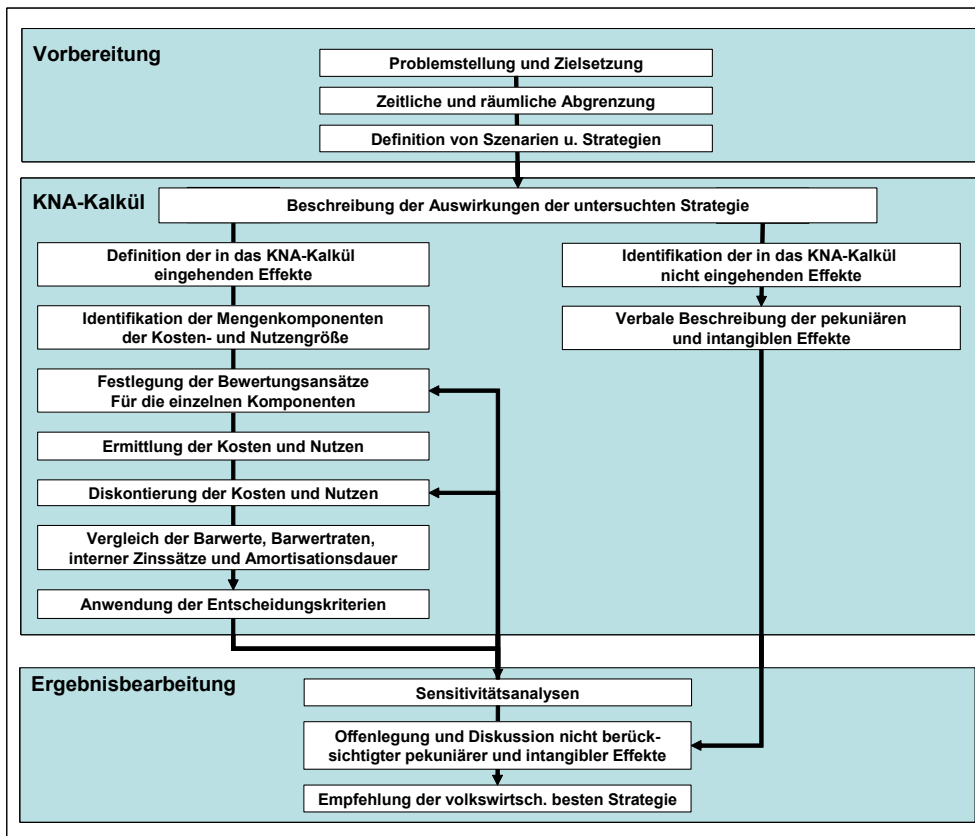 Vorbereitung
Problemstellung und Zielsetzung
Zeitliche und räumliche Abgrenzung
Definition von Szenarien u. Strategien
KNA-Kalkül
Beschreibung der Auswirkungen der untersuchten Strategie
Definition der in das KNA-Kalkül
eingehenden Effekte
Identifikation der Mengenkomponenten
der Kosten- und Nutzengröße
Festlegung der Bewertungsansätze
Für die einzelnen Komponenten
Ermittlung der Kosten und Nutzen
Diskontierung der Kosten und Nutzen
Vergleich der Barwerte, Barwertraten,
interner Zinssätze und Amortisationsdauer
Anwendung der Entscheidungskriterien
Identifikation der in das KNA-Kalkül
nicht eingehenden Effekte
Verbale Beschreibung der pekuniären
und intangiblen Effekte
Ergebnisbearbeitung
Sensitivitätsanalysen
Offenlegung und Diskussion nicht berück-
sichtigter pekuniärer und intangibler Effekte
Empfehlung der volkswirtsch. besten Strategie